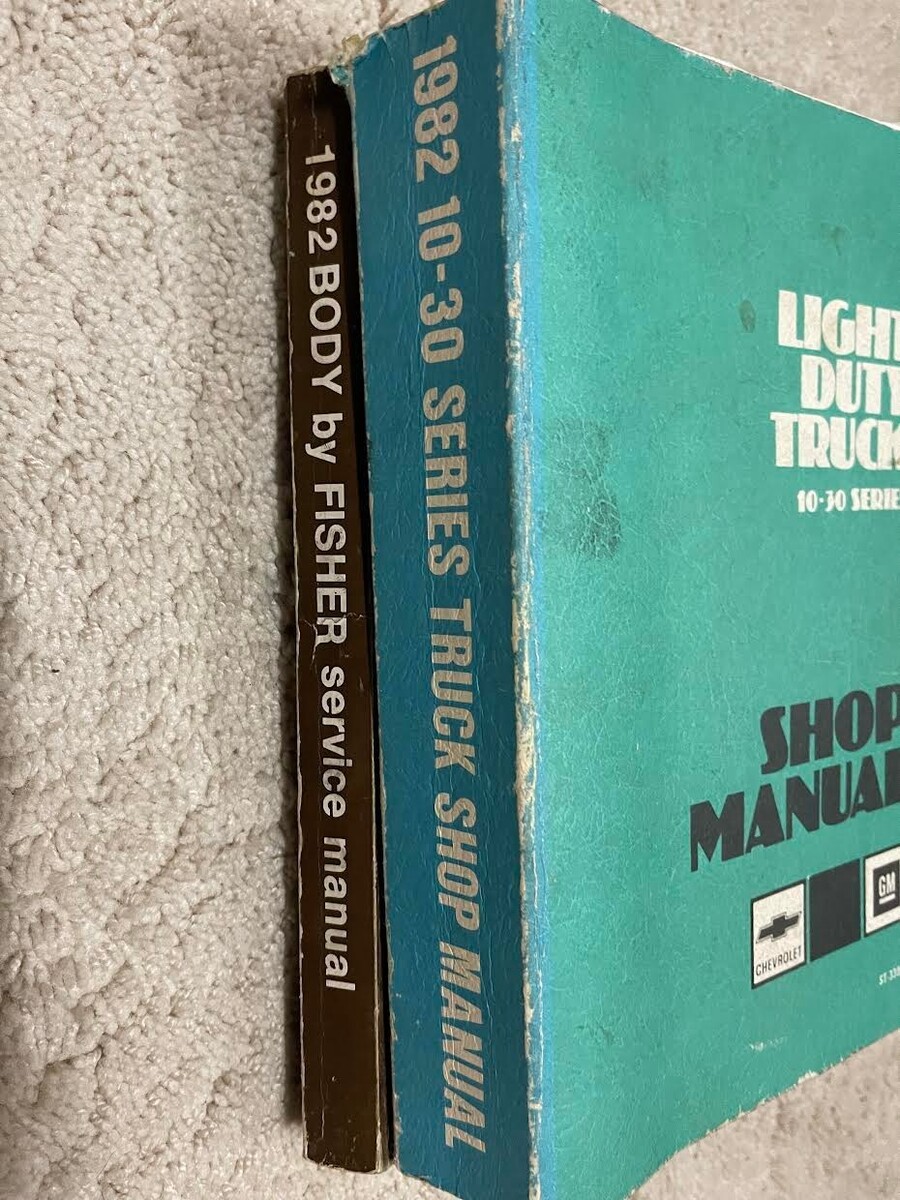 1982 BODY by FISHER service manual
1982 10-30 SERIES TRUCK SHOP MANUAL
LIGHT
DUTY
TRUCK
10-30 SERIE
SHOP
MANUAL
CHEVROLET
GM